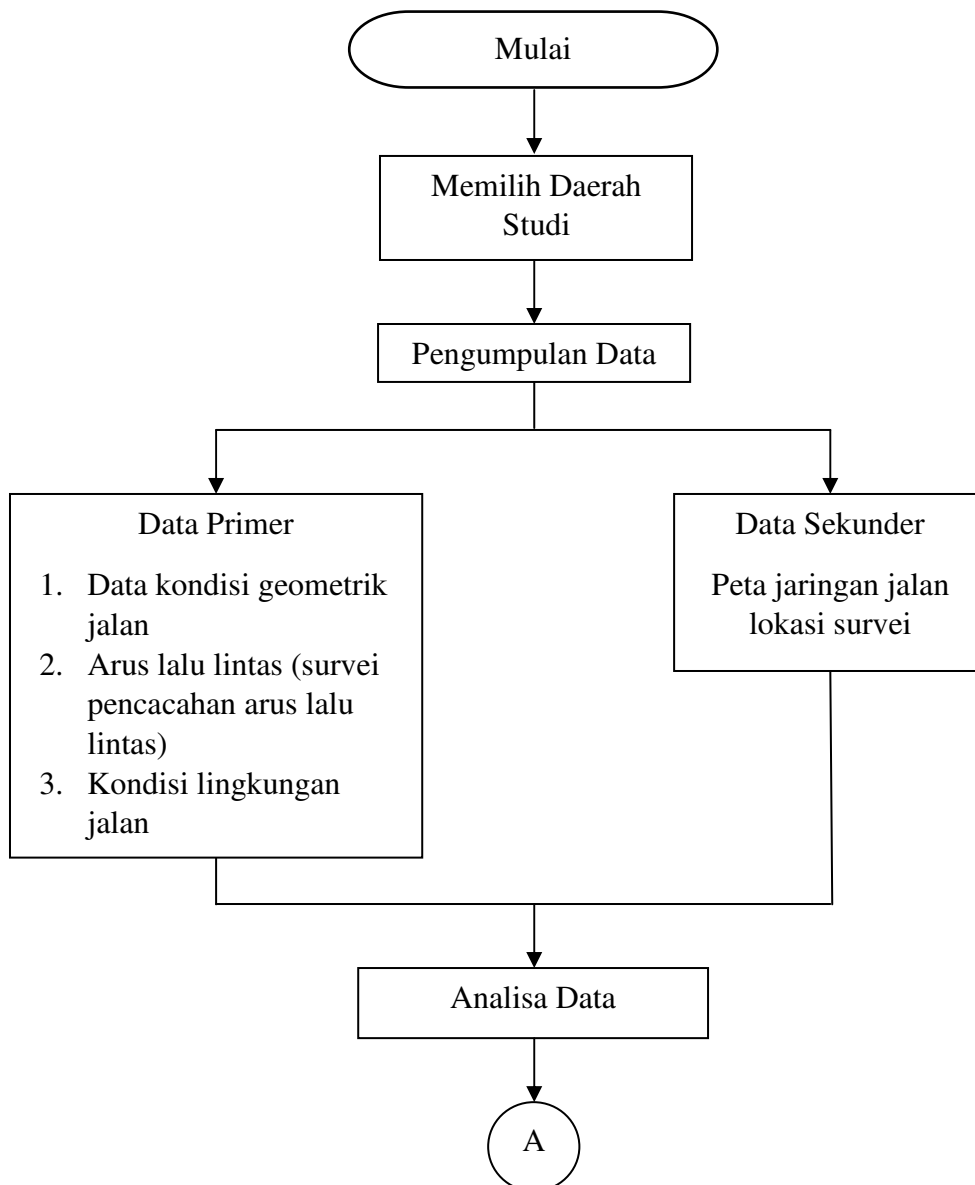 Mulai
Memilih Daerah
Studi
Pengumpulan Data
Data Primer
1. Data kondisi geometrik
jalan
2. Arus lalu lintas (survei
pencacahan arus lalu
lintas)
3. Kondisi lingkungan
jalan
Data Sekunder
Peta jaringan jalan
lokasi survei
Analisa Data
A